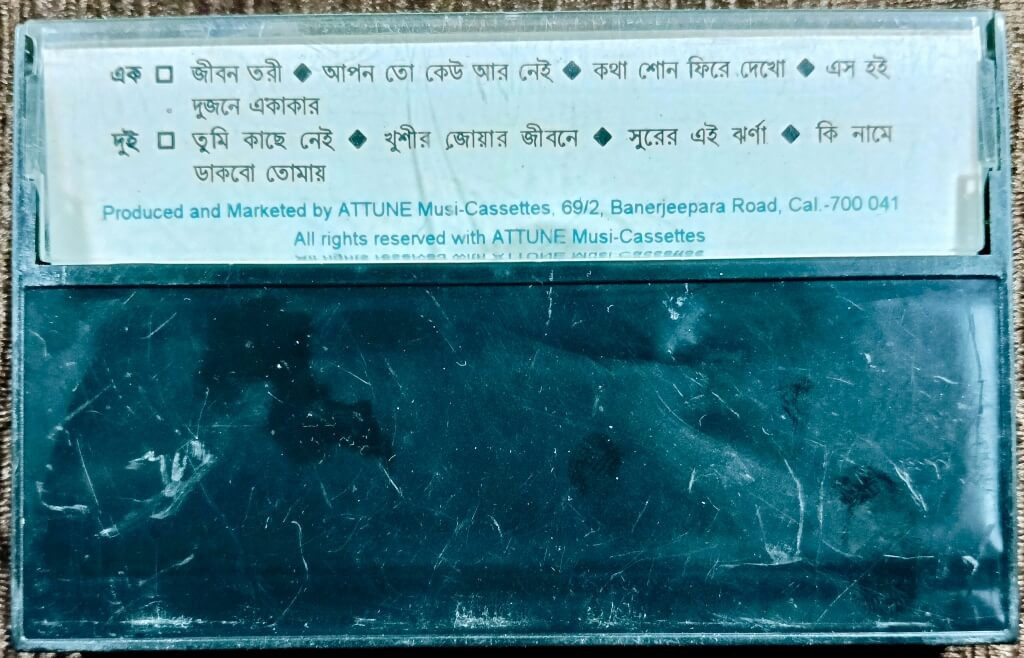 এক □ জীবন তরী ◆ আপন তো কেউ আর নেই ◆ কথা শোন ফিরে দেখো ◆ এস হই
দুজনে একাকার
দুই □ তুমি কাছে নেই ◆ খুশীর জোয়ার জীবনে ◆ সুরের এই ঝর্ণা ◆ কি নামে
ডাকবো তোমায়
Produced and Marketed by ATTUNE Musi-Cassettes, 69/2, Banerjeepara Road, Cal.-700 041
All rights reserved with ATTUNE Musi-Cassettes